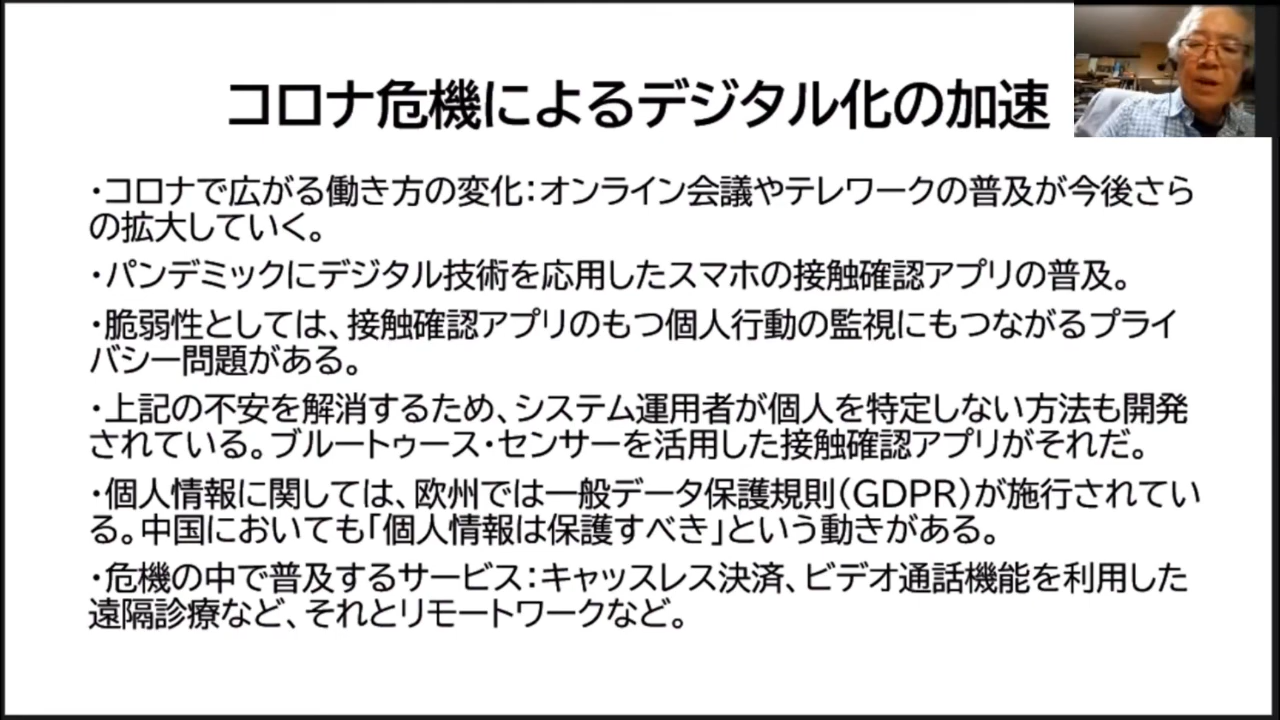 コロナ危機によるデジタル化の加速
・コロナで広がる働き方の変化：オンライン会議やテレワークの普及が今後さら
の拡大していく。
・パンデミックにデジタル技術を応用したスマホの接触確認アプリの普及。
・脆弱性としては、接触確認アプリのもつ個人行動の監視にもつながるプライ
バシー問題がある。
・上記の不安を解消するため、システム運用者が個人を特定しない方法も開発
されている。ブルートゥース・センサーを活用した接触確認アプリがそれだ。
・個人情報に関しては、欧州では一般データ保護規則（GDPR）が施行されてい
る。中国においても「個人情報は保護すべき」という動きがある。
・危機の中で普及するサービス：キャッスレス決済、ビデオ通話機能を利用した
遠隔診療など、それとリモートワークなど。